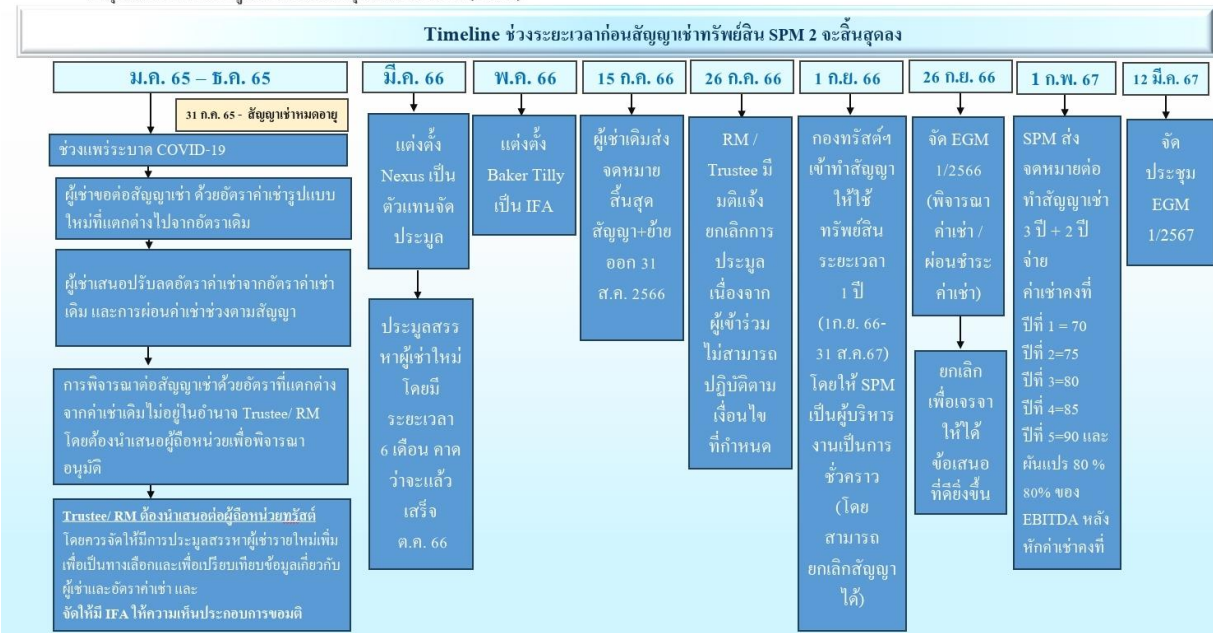 Timeline ช่วงระยะเวลาก่อนสัญญาเช่าทรัพย์สิน SPM 2 จะสิ้นสุดลง
ม.ค. 65 – ธ.ค. 65
31 ก.ค. 65 - สัญญาเช่าหมดอายุ
ช่วงแพร่ระบาด COVID-19
ผู้เช่าขอต่อสัญญาเช่า ด้วยอัตราค่าเช่ารูปแบบ
ใหม่ที่แตกต่างไปจากอัตราเดิม
ผู้เช่าเสนอปรับลดอัตราค่าเช่าจากอัตราค่าเช่า
เดิม และการผ่อนค่าเช่าช่วงตามสัญญา
การพิจารณาต่อสัญญาเช่าด้วยอัตราที่แตกต่าง
จากค่าเช่าเดิมไม่อยู่ในอำนาจ Trustee/ RM
โดยต้องนำเสนอผู้ถือหน่วยเพื่อพิจารณา
อนุมัติ
Trustee/ RM ต้องนำเสนอต่อผู้ถือหน่วยทรัสต์
โดยควรจัดให้มีการประมูลสรรหาผู้เช่ารายใหม่เพิ่ม
เพื่อเป็นทางเลือกและเพื่อเปรียบเทียบข้อมูลเกี่ยวกับ
ผู้เช่าและอัตราค่าเช่า และ
จัดให้มี IFA ให้ความเห็นประกอบการขอมติ
มี.ค. 66
แต่งตั้ง
Nexus เป็น
ตัวแทนจัด
ประมูล
ประมูลสรร
หาผู้เช่าใหม่
โดยมี
ระยะเวลา
6 เดือน คาด
ว่าจะแล้ว
เสร็จ
ต.ค. 66
พ.ค. 66
แต่งตั้ง
Baker Tilly
เป็น IFA
15 ก.ค. 66
ผู้เช่าเดิมส่ง
จดหมาย
สิ้นสุด
สัญญา+ย้าย
ออก 31
ส.ค. 2566
26 ก.ค. 66
RM /
Trustee มี
มติแจ้ง
ยกเลิกการ
ประมูล
เนื่องจาก
ผู้เข้าร่วม
ไม่สามารถ
ปฏิบัติตาม
เงื่อนไข
ที่กำหนด
1 ก.ย. 66
กองทรัสต์ฯ
เข้าทำสัญญา
ให้ใช้
ทรัพย์สิน
ระยะเวลา
1 ปี
(1ก.ย. 66-
31 ส.ค.67)
โดยให้ SPM
เป็นผู้บริหาร
งานเป็นการ
ชั่วคราว
(โดย
สามารถ
ยกเลิกสัญญา
ได้)
26 ก.ย. 66
จัด EGM
1/2566
(พิจารณา
ค่าเช่า /
ผ่อนชำระ
ค่าเช่า)
ยกเลิก
เพื่อเจรจา
ให้ได้
ข้อเสนอ
ที่ดียิ่งขึ้น
1 ก.พ. 67
SPM ส่ง
จดหมายต่อ
ทำสัญญาเช่า
3 ปี + 2 ปี
จ่าย
ค่าเช่าคงที่
ปีที่ 1 = 70
ปีที่ 2=75
ปีที่ 3=80
ปีที่ 4=85
ปีที่ 5=90 และ
ผันแปร 80 %
80% ของ
EBITDA หลัง
หักค่าเช่าคงที่
12 มี.ค. 67
จัด
ประชุม
EGM
1/2567